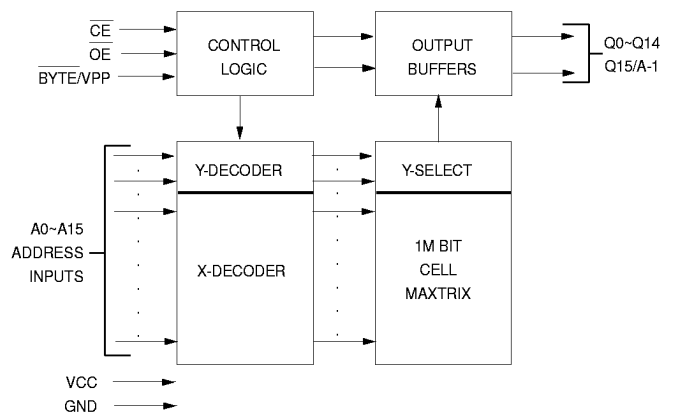 CE
OE
BYTE/VPP
CONTROL
LOGIC
OUTPUT
BUFFERS
Q0~Q14
Q15/A-1
A0~A15
ADDRESS
INPUTS
Y-DECODER
X-DECODER
Y-SELECT
1M BIT
CELL
MAXTRIX
VCC
GND